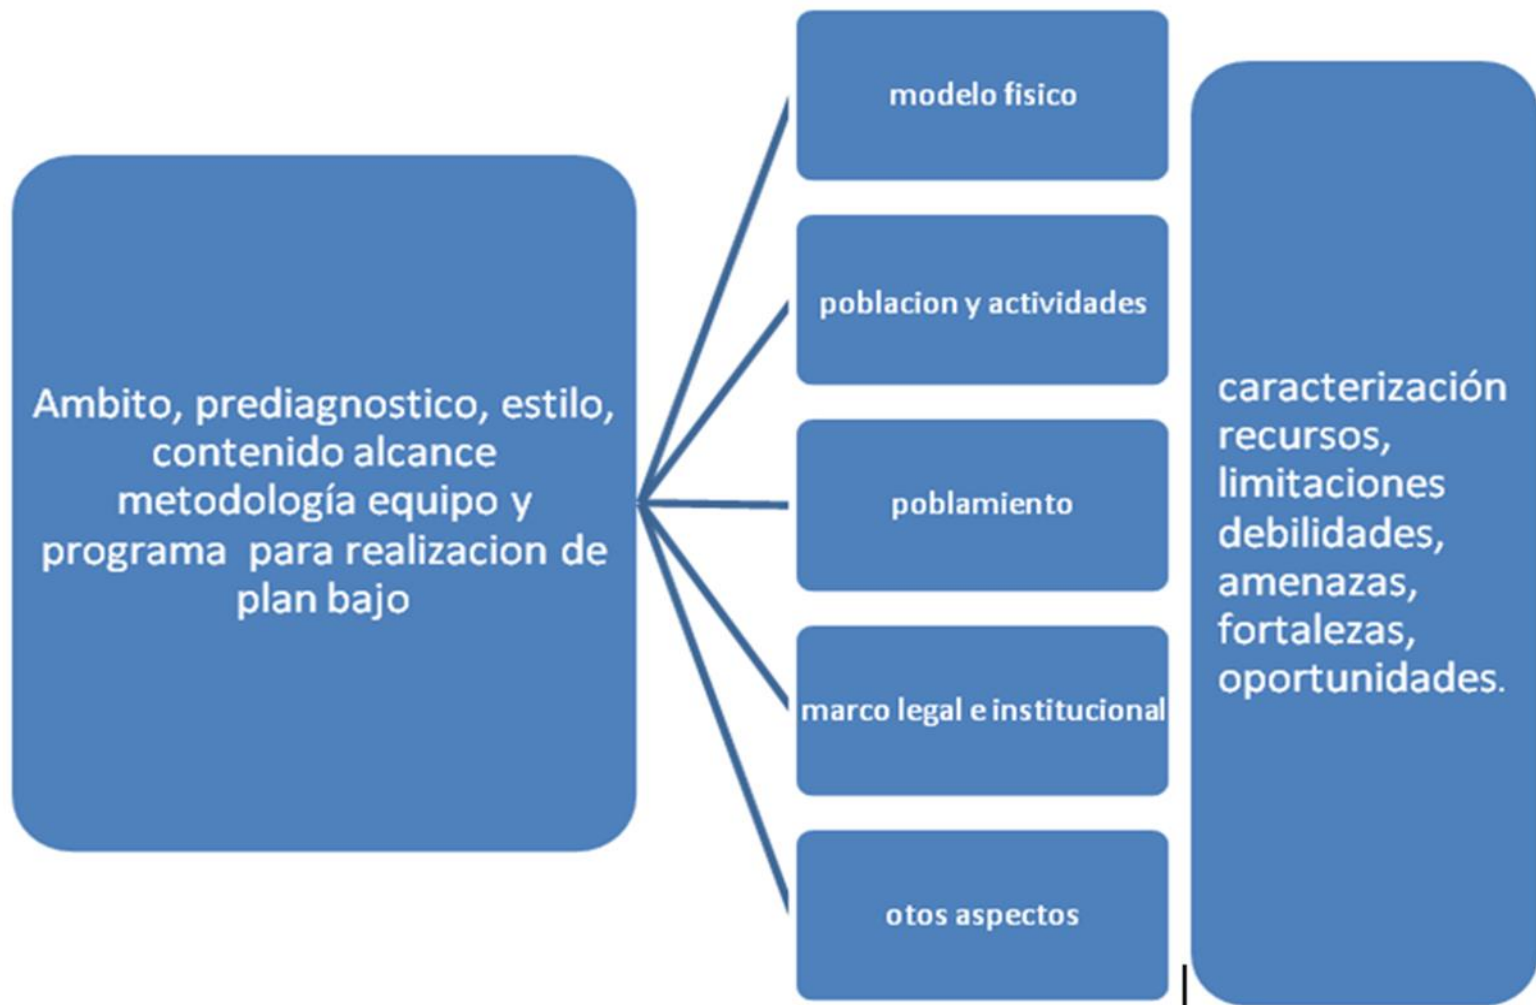 Ambito, prediagnostico, estilo,
contenido alcance
metodología equipo y
programa para realizacion de
plan bajo
modelo fisico
poblacion y actividades
poblamiento
marco legal e institucional
otos aspectos
caracterización
recursos,
limitaciones
debilidades,
amenazas,
fortalezas,
oportunidades.